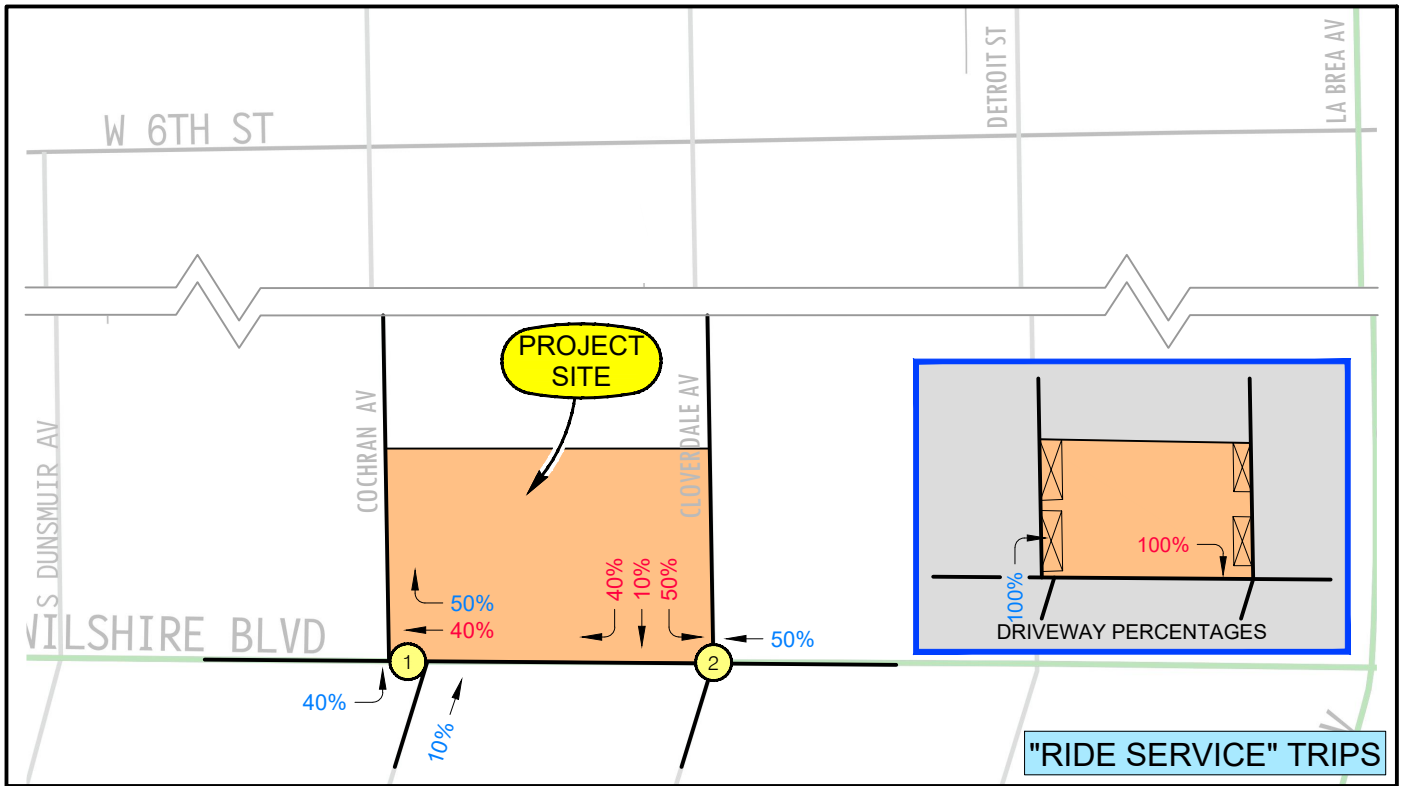 W 6TH ST
DETROIT ST
LA BREA AV
PROJECT
SITE
S DUNSMUIR AV
COCHRAN AV
CLOVERDALE AV
WILSHIRE BLVD
50%
40%
40%
10%
50%
50%
1
2
40%
10%
100%
100%
DRIVEWAY PERCENTAGES
"RIDE SERVICE" TRIPS